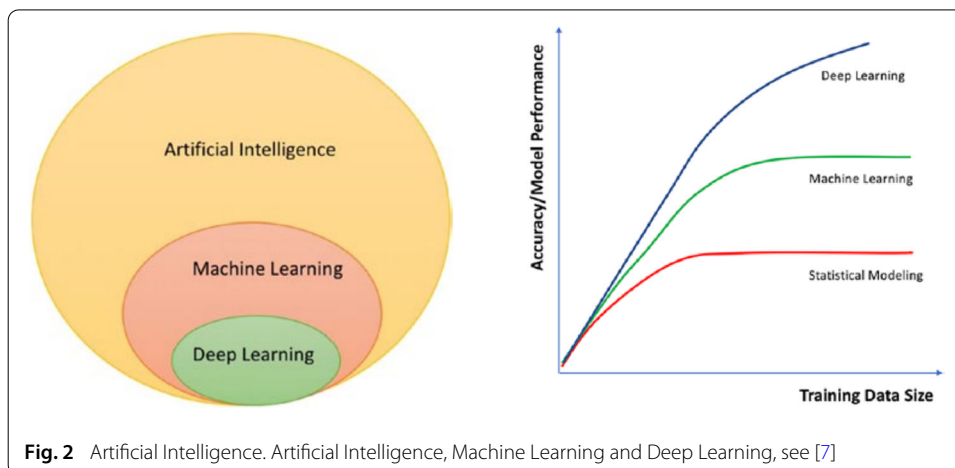 Artificial Intelligence
Machine Learning
Deep Learning
Accuracy/Model Performance
Deep Learning
Machine Learning
Statistical Modeling
Training Data Size
Fig. 2 Artificial Intelligence. Artificial Intelligence, Machine Learning and Deep Learning, see [7]